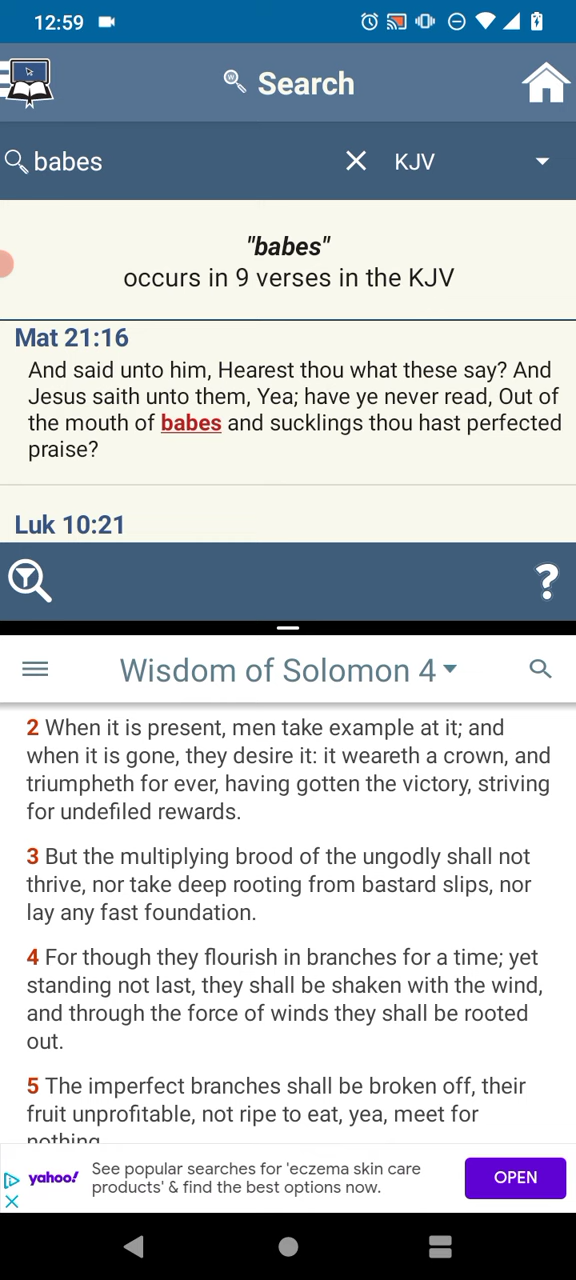 12:59
Search
babes
KJV
"babes"
occurs in 9 verses in the KJV
Mat 21:16
And said unto him, Hearest thou what these say? And
Jesus saith unto them, Yea; have ye never read, Out of
the mouth of babes and sucklings thou hast perfected
praise?
Luk 10:21
?
Wisdom of Solomon 4
2 When it is present, men take example at it; and
when it is gone, they desire it: it weareth a crown, and
triumpheth for ever, having gotten the victory, striving
for undefiled rewards.
3 But the multiplying brood of the ungodly shall not
thrive, nor take deep rooting from bastard slips, nor
lay any fast foundation.
4 For though they flourish in branches for a time; yet
standing not last, they shall be shaken with the wind,
and through the force of winds they shall be rooted
out.
5 The imperfect branches shall be broken off, their
fruit unprofitable, not ripe to eat, yea, meet for
nothing
yahoo!
See popular searches for 'eczema skin care
products' & find the best options now.
OPEN